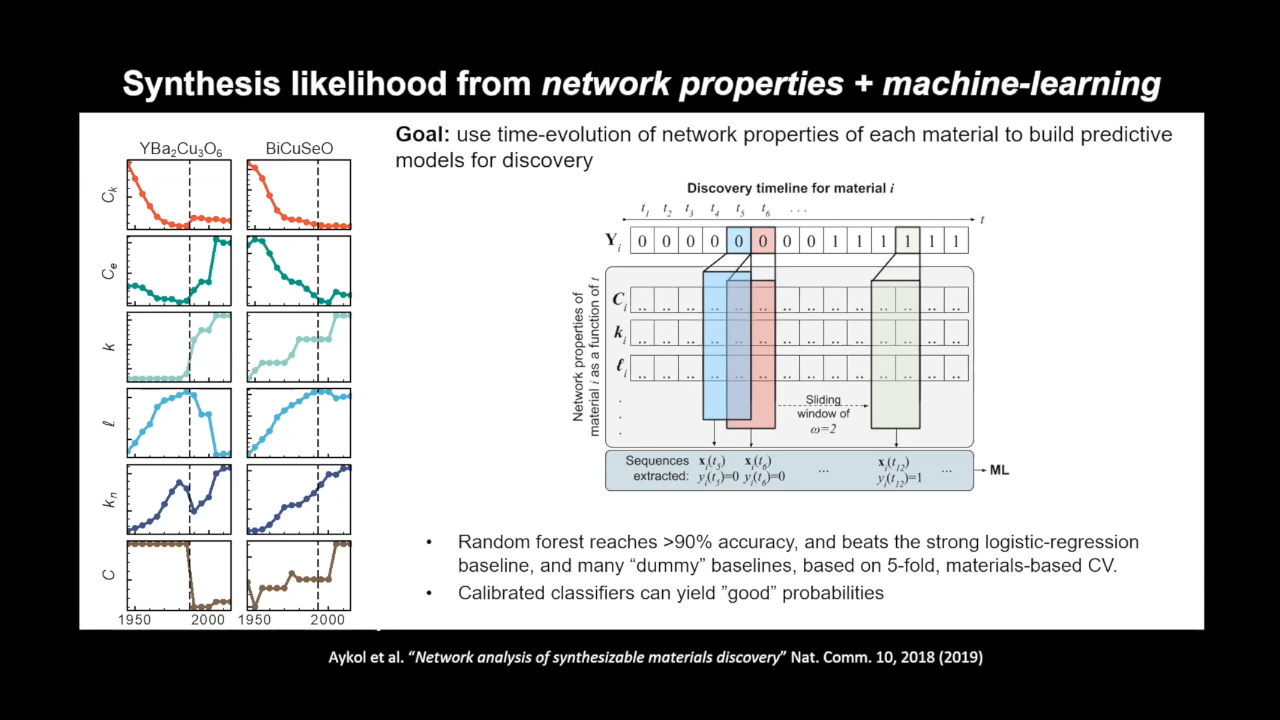 Synthesis likelihood from network properties + machine-learning
YBa₂Cu₃O₆
BiCuSeO
Cₖ
Cₑ
k
ℓ
kₙ
C
1950 2000 1950 2000
Goal: use time-evolution of network properties of each material to build predictive
models for discovery
Discovery timeline for material i
t₁ t₂ t₃ t₄ t₅ t₆ . . .
t
Yᵢ 0 0 0 0 0 0 0 0 1 1 1 1 1 1
Network properties of
material i as a function of t
Cᵢ .. .. .. .. .. .. .. .. .. .. .. .. .. ..
kᵢ .. .. .. .. .. .. .. .. .. .. .. .. .. ..
ℓᵢ .. .. .. .. .. .. .. .. .. .. .. .. .. ..
.
.
.
Sliding
window of
ω=2
Sequences
extracted:
xᵢ(t₅) xᵢ(t₆) ... xᵢ(t₁₂) ...
yᵢ(t₅)=0 yᵢ(t₆)=0 yᵢ(t₁₂)=1
ML
• Random forest reaches >90% accuracy, and beats the strong logistic-regression
baseline, and many “dummy” baselines, based on 5-fold, materials-based CV.
• Calibrated classifiers can yield ”good” probabilities
Aykol et al. “Network analysis of synthesizable materials discovery” Nat. Comm. 10, 2018 (2019)